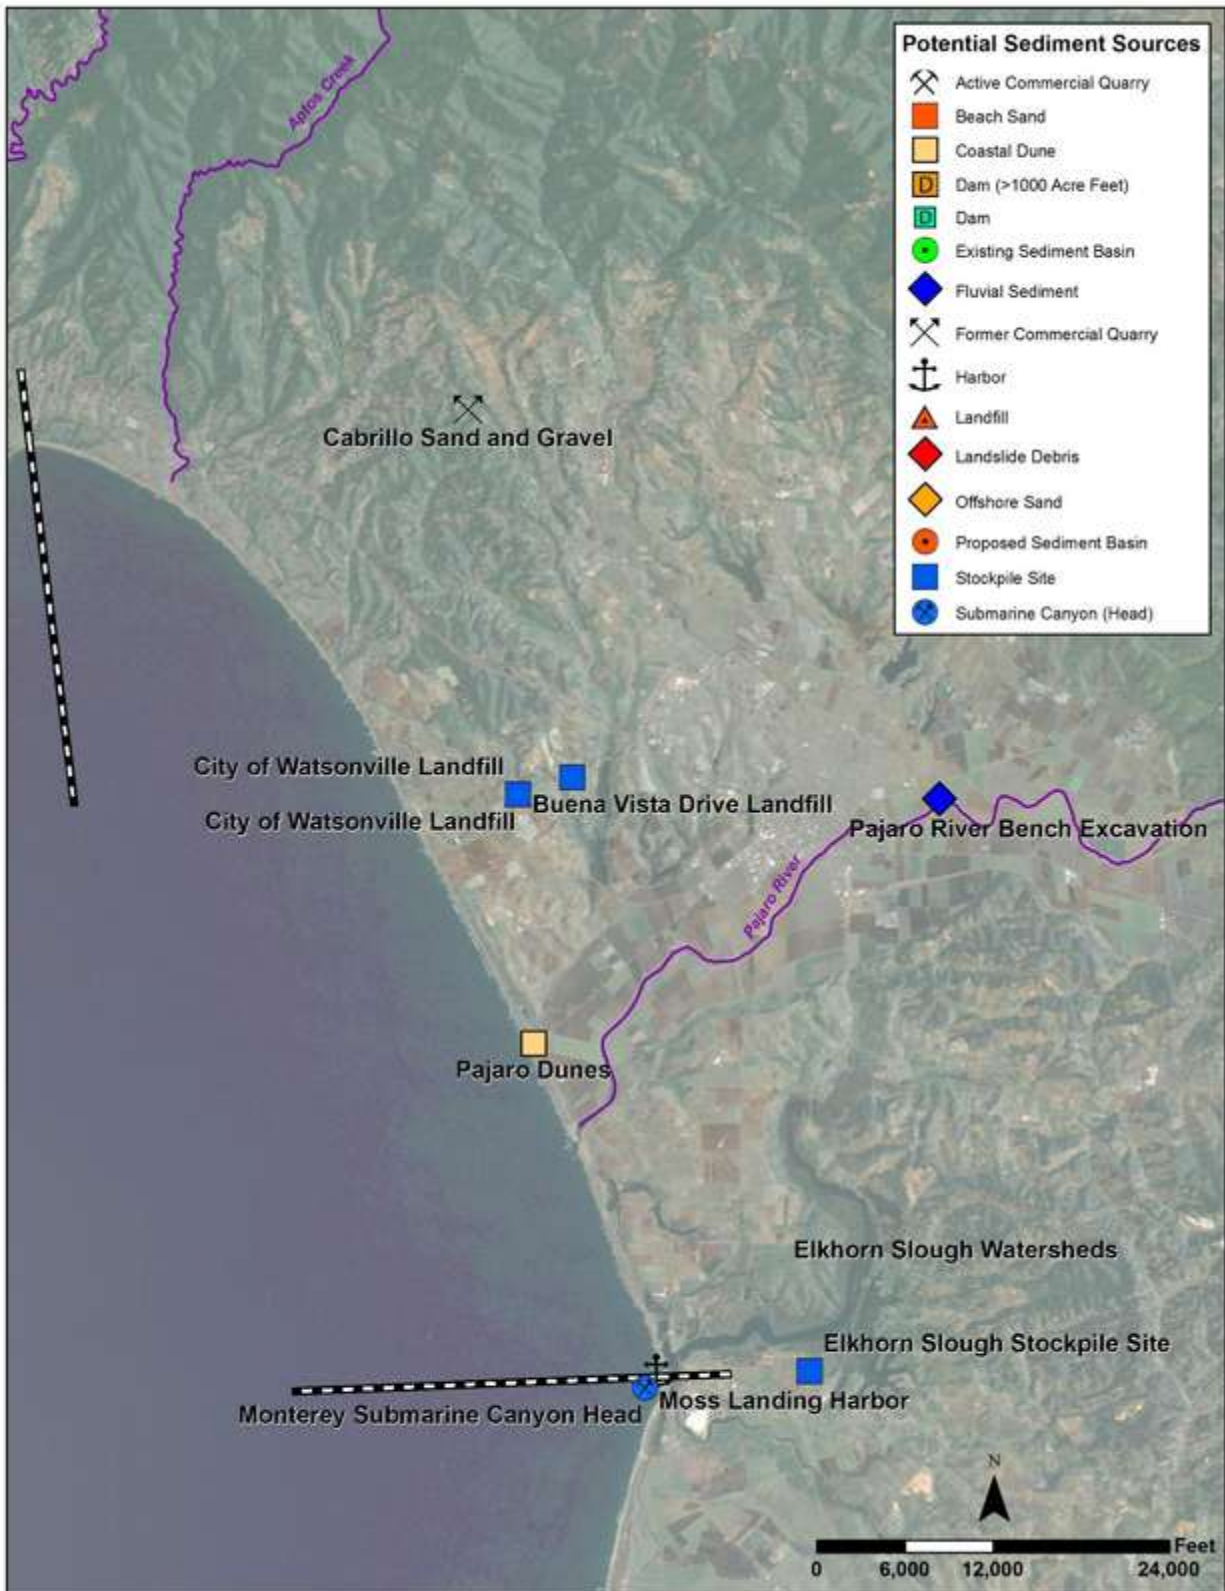 Potential Sediment Sources
Active Commercial Quarry
Beach Sand
Coastal Dune
D Dam (>1000 Acre Feet)
D Dam
Existing Sediment Basin
Fluvial Sediment
Former Commercial Quarry
Harbor
Landfill
Landslide Debris
Offshore Sand
Proposed Sediment Basin
Stockpile Site
Submarine Canyon (Head)
Aptos Creek
Cabrillo Sand and Gravel
City of Watsonville Landfill
Buena Vista Drive Landfill
City of Watsonville Landfill
Pajaro River Bench Excavation
Pajaro River
Pajaro Dunes
Elkhorn Slough Watersheds
Elkhorn Slough Stockpile Site
Moss Landing Harbor
Monterey Submarine Canyon Head
N
Feet
0 6,000 12,000 24,000